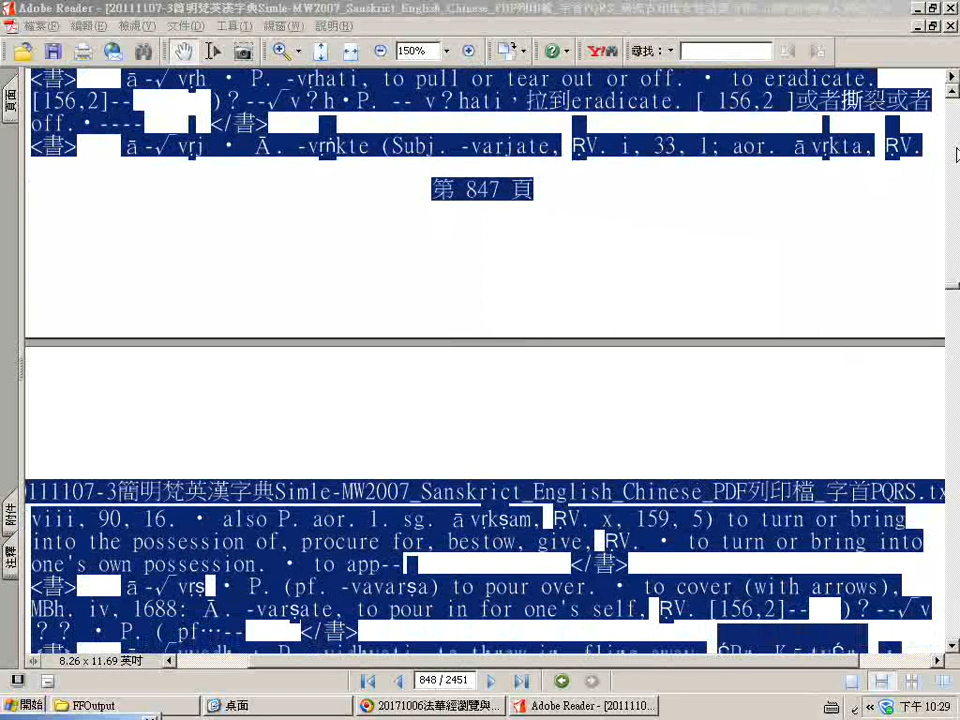 Adobe Reader - [20111107-3簡明梵英漢字典Simle-MW2007_Sanskrict_English_Chinese_PDF列印檔_字首PQRS
檔案(F) 編輯(E) 檢視(V) 文件(D) 工具(T) 視窗(W) 說明(H)
150% Y! 尋找:
頁面
<書> ā-√vṛh • P. -vṛhati, to pull or tear out or off. • to eradicate.
[156,2]-- )?--√v?h•P. -- v?hati,拉到eradicate. [ 156,2 ]或者撕裂或者
off.•---- </書>
<書> ā-√vṛj • Ā. -vṛṅkte (Subj. -varjate, ṚV. i, 33, 1; aor. āvṛkta, ṚV.
第 847 頁
111107-3簡明梵英漢字典Simle-MW2007_Sanskrict_English_Chinese_PDF列印檔_字首PQRS.tx
viii, 90, 16. • also P. aor. 1. sg. āvṛkṣam, ṚV. x, 159, 5) to turn or bring
into the possession of, procure for, bestow, give, ṚV. • to turn or bring into
one's own possession. • to app-- </書>
<書> ā-√vṛṣ • P. (pf. -vavarṣa) to pour over. • to cover (with arrows),
MBh. iv, 1688: Ā. -varṣate, to pour in for one's self, ṚV. [156,2]-- )?--√v
?? • P. ( pf…-- </書>
附件
注釋
8.26 x 11.69 英吋
848 / 2451
開始 FFOutput 桌面 20171006法華經瀏覽與... Adobe Reader - [2011110... 下午 10:29